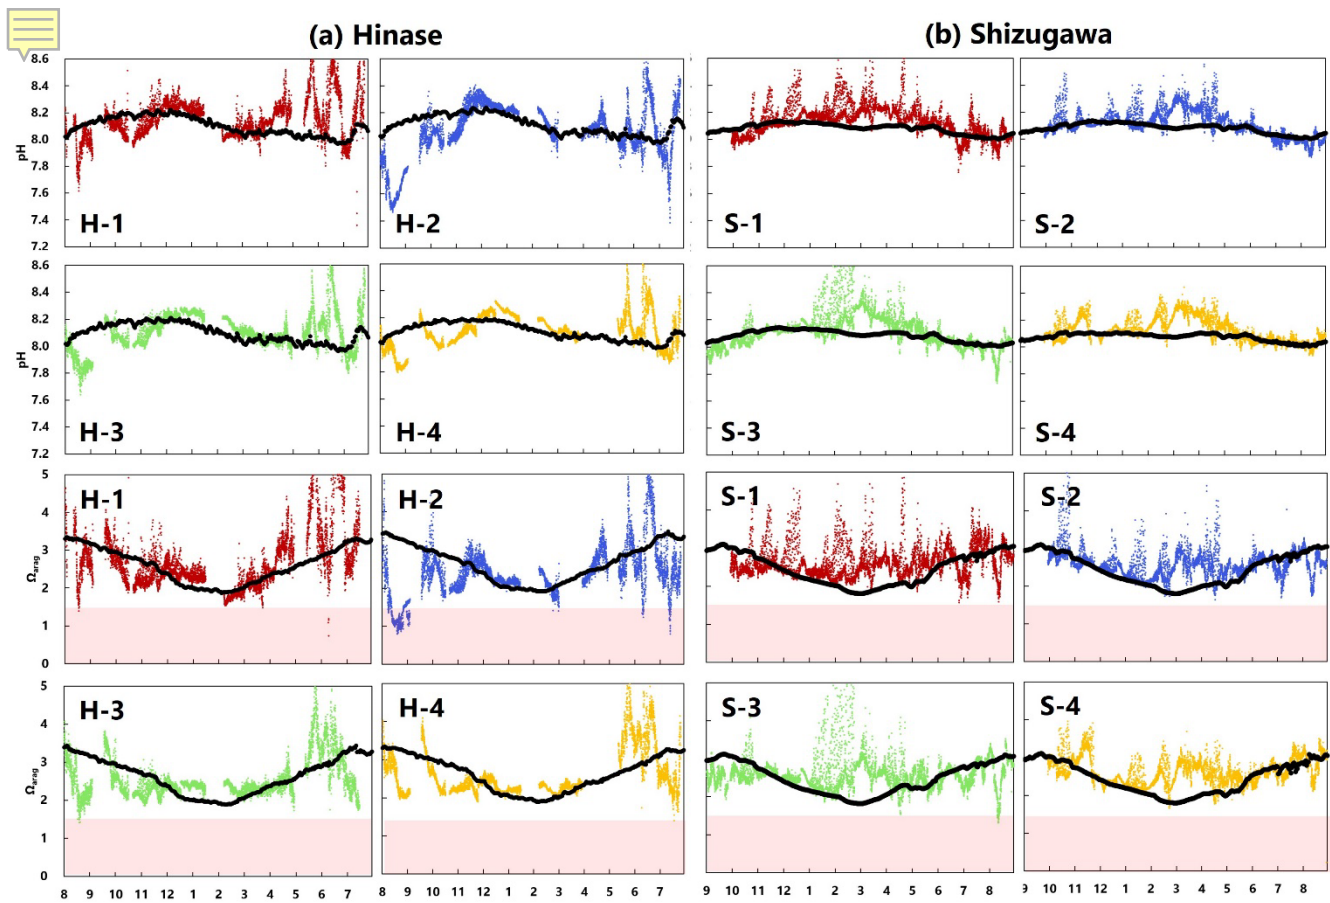 (a) Hinase
(b) Shizugawa
8.6
8.4
8.2
8.0
7.8
7.6
7.4
7.2
pH
H-1
H-2
S-1
S-2
8.6
8.4
8.2
8.0
7.8
7.6
7.4
7.2
pH
H-3
H-4
S-3
S-4
5
4
3
2
1
0
Ωarag
H-1
H-2
S-1
S-2
5
4
3
2
1
0
Ωarag
H-3
H-4
S-3
S-4
8 9 10 11 12 1 2 3 4 5 6 7
8 9 10 11 12 1 2 3 4 5 6 7
9 10 11 12 1 2 3 4 5 6 7 8
9 10 11 12 1 2 3 4 5 6 7 8